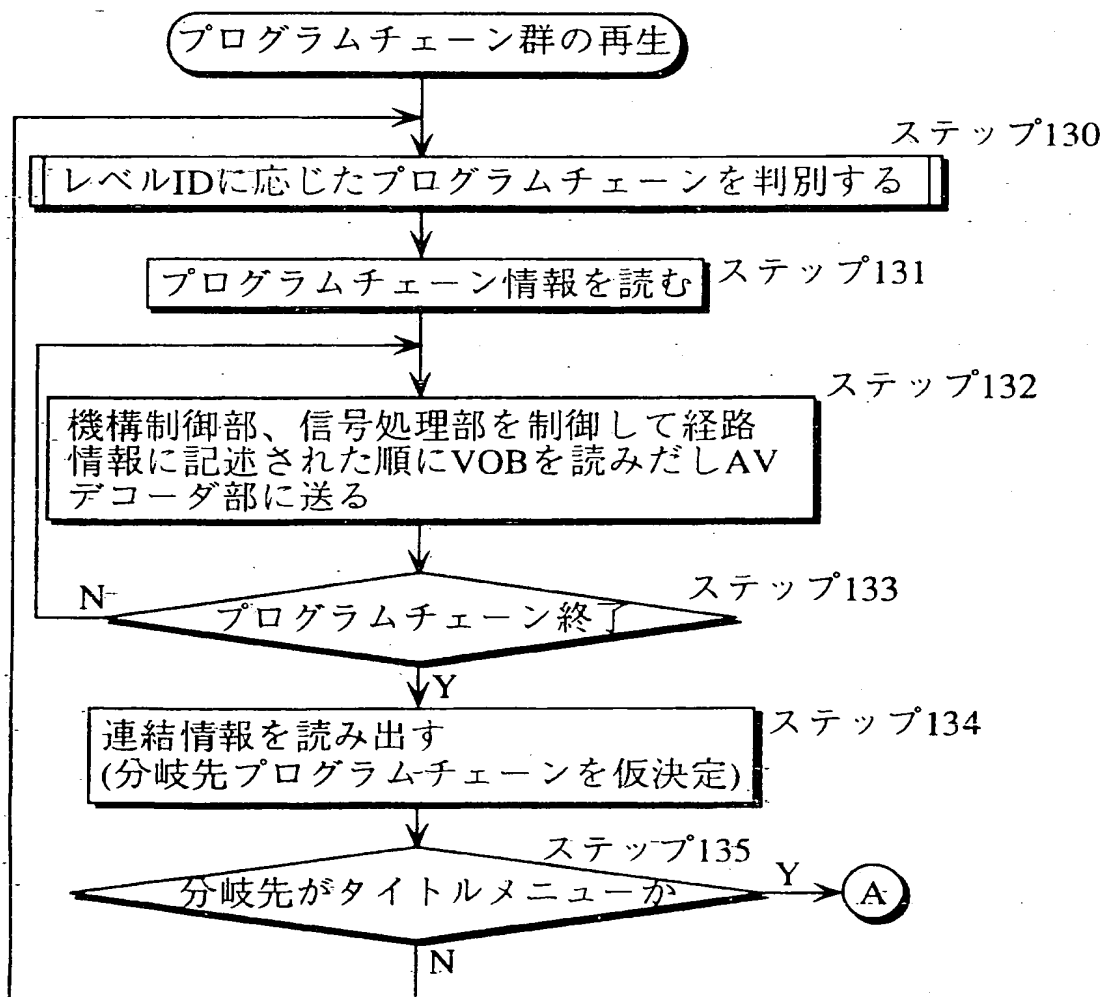 プログラムチェーン群の再生
ステップ130
レベルIDに応じたプログラムチェーンを判別する
プログラムチェーン情報を読む
ステップ131
ステップ132
機構制御部、信号処理部を制御して経路
情報に記述された順にVOBを読みだしAV
デコーダ部に送る
ステップ133
N
プログラムチェーン終了
Y
ステップ134
連結情報を読み出す
(分岐先プログラムチェーンを仮決定)
ステップ135
分岐先がタイトルメニューか
Y
A
N